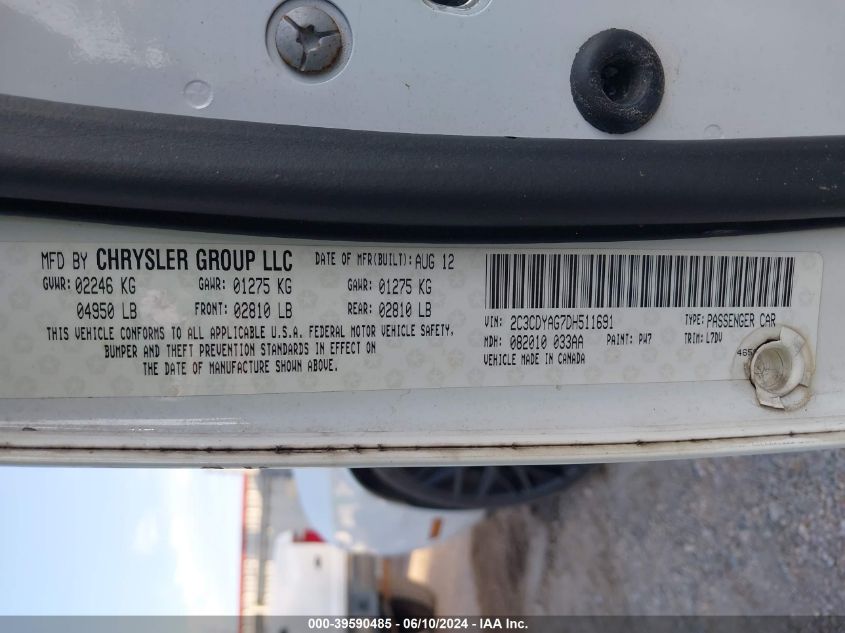 MFD BY CHRYSLER GROUP LLC DATE OF MFR(BUILT): AUG 12
GVWR: 02246 KG GAWR: 01275 KG GAWR: 01275 KG
04950 LB FRONT: 02810 LB REAR: 02810 LB
THIS VEHICLE CONFORMS TO ALL APPLICABLE U.S.A. FEDERAL MOTOR VEHICLE SAFETY,
BUMPER AND THEFT PREVENTION STANDARDS IN EFFECT ON
THE DATE OF MANUFACTURE SHOWN ABOVE.
VIN: 2C3CDYAG7DH511691 TYPE: PASSENGER CAR
MDH: 082010 033AA PAINT: PW7 TRIM: L7DV
VEHICLE MADE IN CANADA
000-39590485 - 06/10/2024 - IAA Inc.